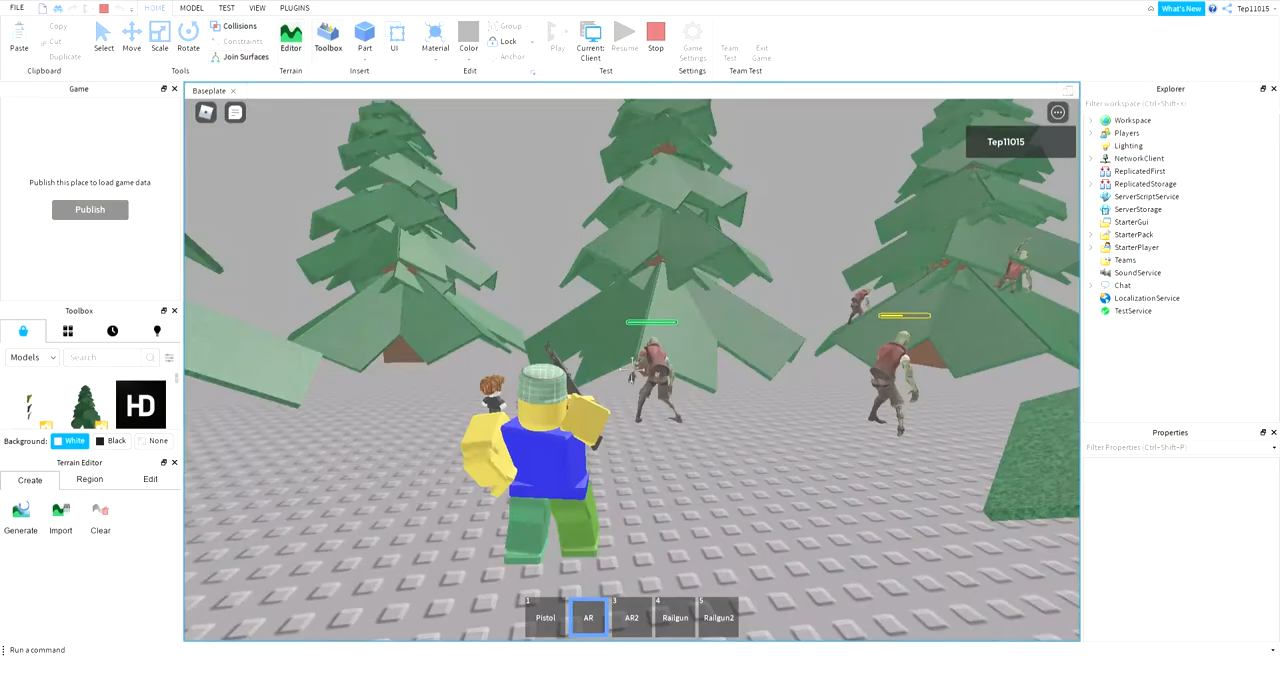 FILE HOME MODEL TEST VIEW PLUGINS What's New Tep11015
Paste Copy Cut Duplicate
Select Move Scale Rotate
Collisions
Constraints
Join Surfaces
Editor Toolbox Part UI Material Color
Group
Lock
Anchor
Play Current: Client Resume Stop Game Settings Team Test Exit Game
Clipboard Tools Terrain Insert Edit Test Settings Team Test
Game
Publish this place to load game data
Publish
Toolbox
Models Search
HD
Background: White Black None
Terrain Editor
Create Region Edit
Generate Import Clear
Baseplate
Tep11015
1 Pistol
AR
3 AR2
4 Railgun
5 Railgun2
Explorer
Filter workspace (Ctrl+Shift+X)
Workspace
Players
Lighting
NetworkClient
ReplicatedFirst
ReplicatedStorage
ServerScriptService
ServerStorage
StarterGui
StarterPack
StarterPlayer
Teams
SoundService
Chat
LocalizationService
TestService
Properties
Filter Properties (Ctrl+Shift+P)
Run a command